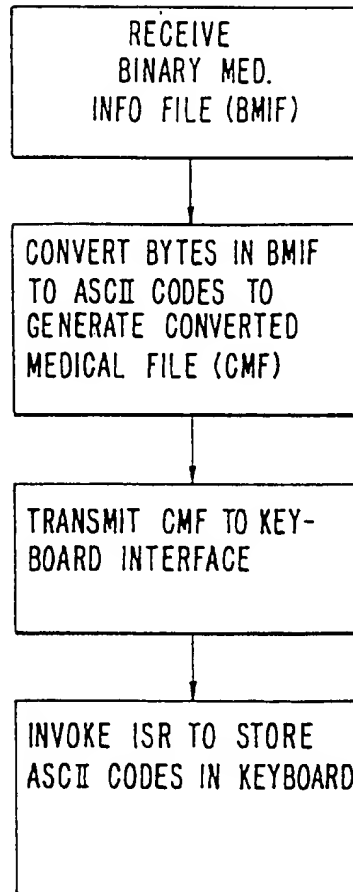 RECEIVE
BINARY MED.
INFO FILE (BMIF)
CONVERT BYTES IN BMIF
TO ASCII CODES TO
GENERATE CONVERTED
MEDICAL FILE (CMF)
TRANSMIT CMF TO KEY-
BOARD INTERFACE
INVOKE ISR TO STORE
ASCII CODES IN KEYBOARD